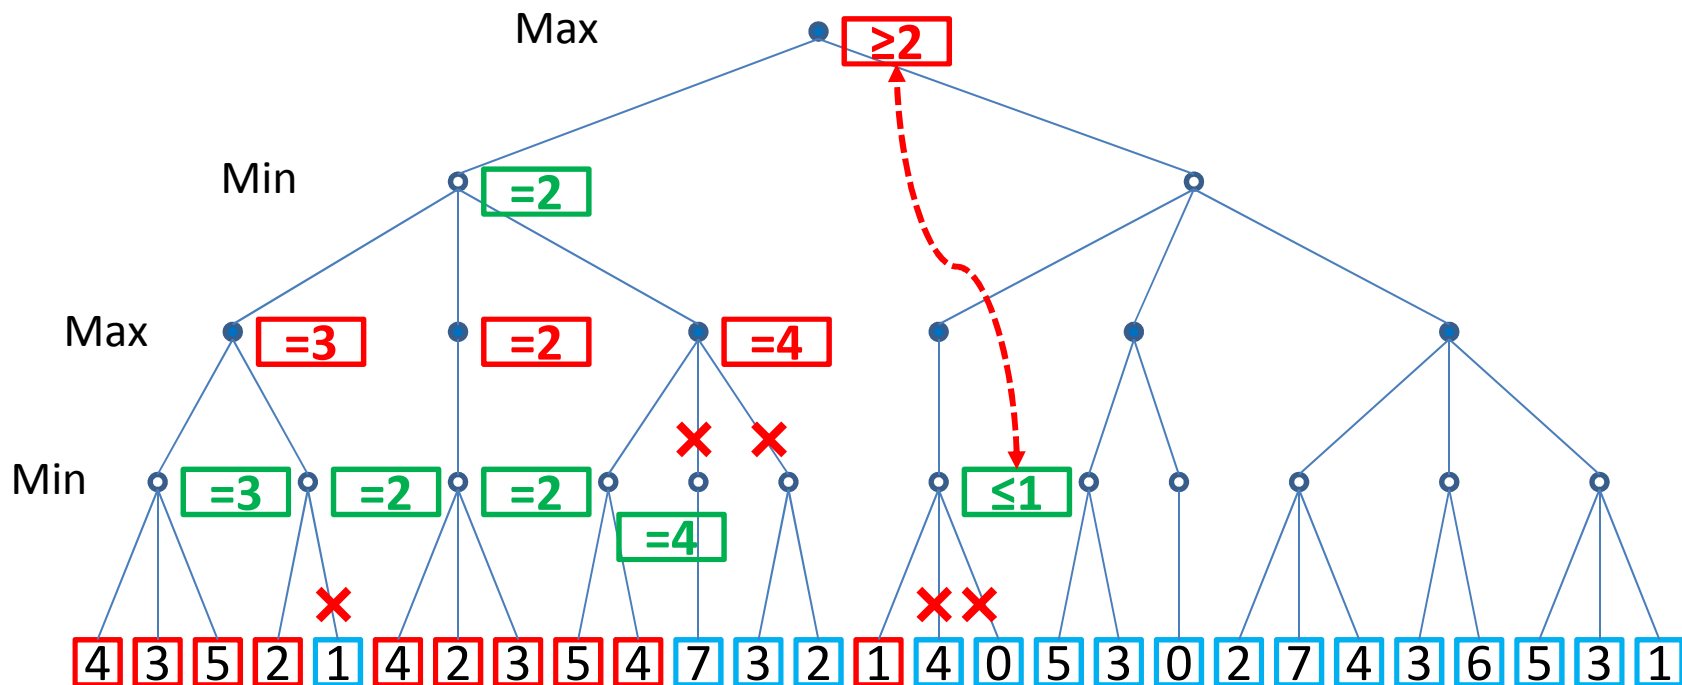 Max ≥2
Min =2
Max =3 =2 =4
Min =3 =2 =2 ≤1
=4
4 3 5 2 1 4 2 3 5 4 7 3 2 1 4 0 5 3 0 2 7 4 3 6 5 3 1